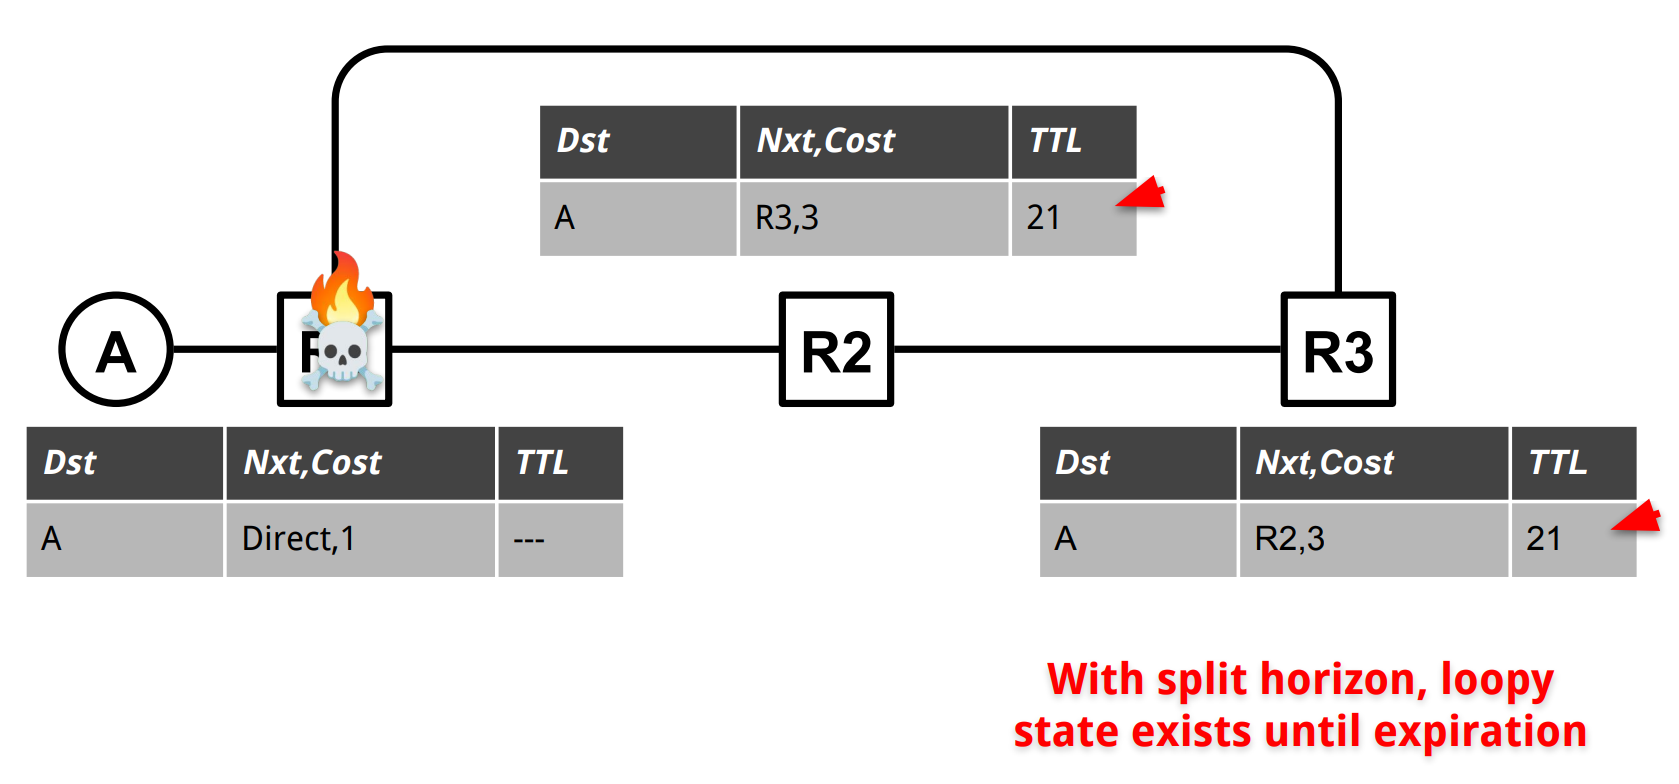 Dst Nxt,Cost TTL
A R3,3 21
A R R2 R3
Dst Nxt,Cost TTL
A Direct,1 ---
Dst Nxt,Cost TTL
A R2,3 21
With split horizon, loopy
state exists until expiration